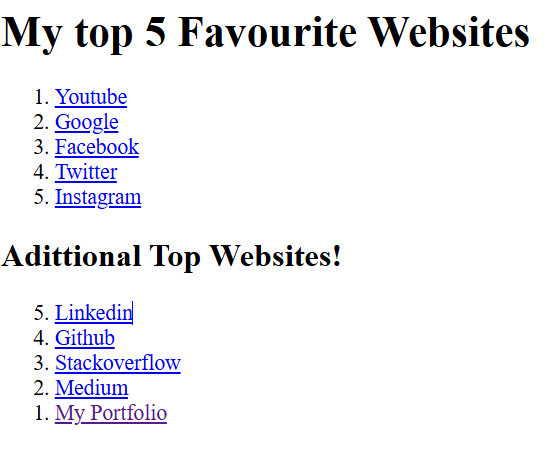 My top 5 Favourite Websites
1. Youtube
2. Google
3. Facebook
4. Twitter
5. Instagram
Adittional Top Websites!
5. Linkedin
4. Github
3. Stackoverflow
2. Medium
1. My Portfolio